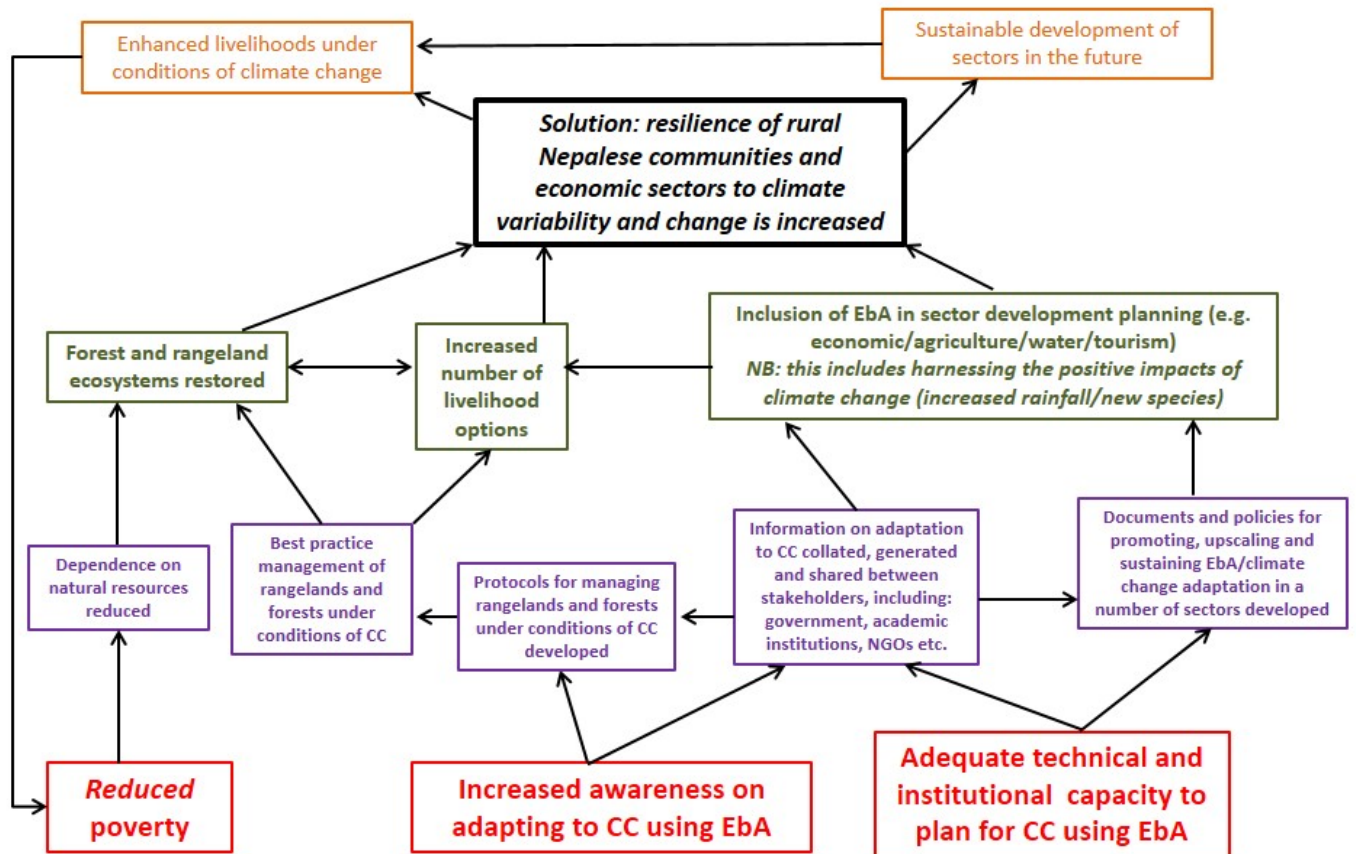 Enhanced livelihoods under
conditions of climate change
Sustainable development of
sectors in the future
Solution: resilience of rural
Nepalese communities and
economic sectors to climate
variability and change is increased
Forest and rangeland
ecosystems restored
Increased
number of
livelihood
options
Inclusion of EbA in sector development planning (e.g.
economic/agriculture/water/tourism)
NB: this includes harnessing the positive impacts of
climate change (increased rainfall/new species)
Dependence on
natural resources
reduced
Best practice
management of
rangelands and
forests under
conditions of CC
Protocols for managing
rangelands and forests
under conditions of CC
developed
Information on adaptation
to CC collated, generated
and shared between
stakeholders, including:
government, academic
institutions, NGOs etc.
Documents and policies for
promoting, upscaling and
sustaining EbA/climate
change adaptation in a
number of sectors developed
Reduced
poverty
Increased awareness on
adapting to CC using EbA
Adequate technical and
institutional capacity to
plan for CC using EbA